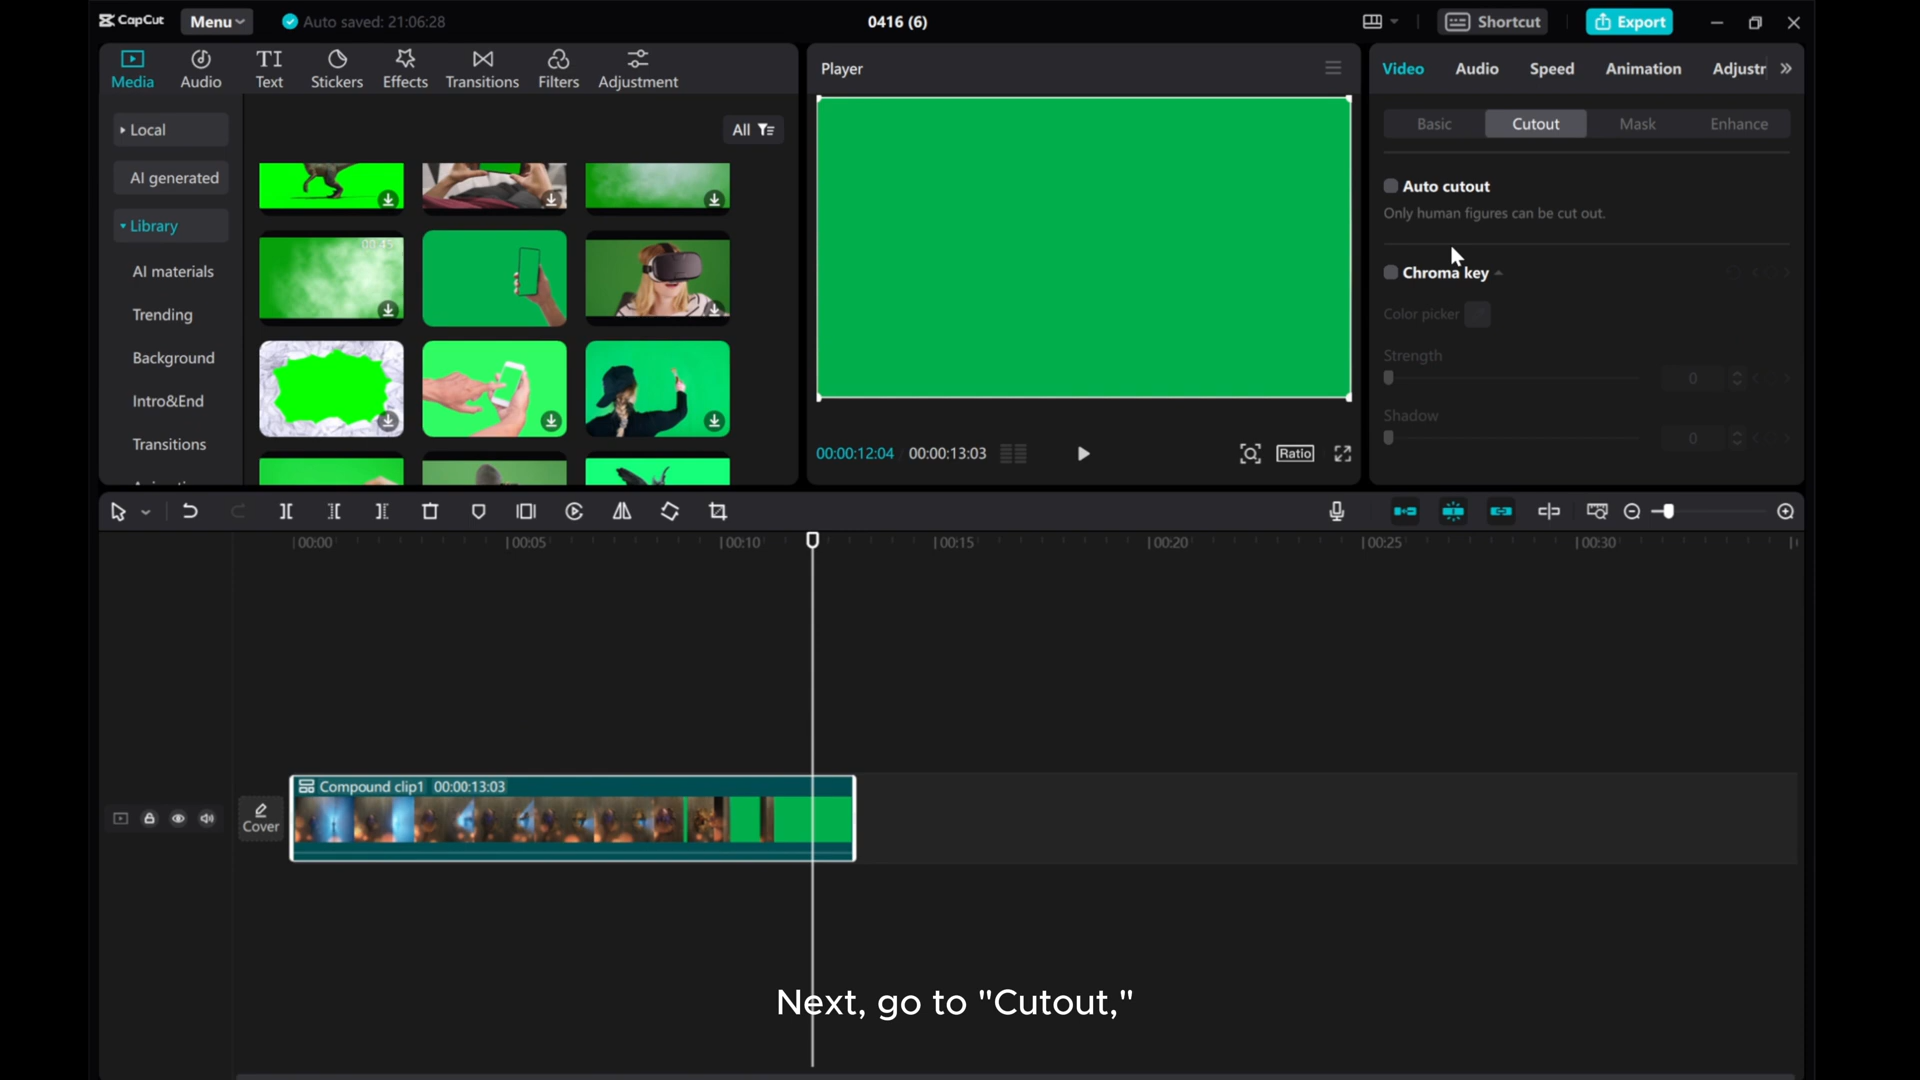 CapCut
Menu
Auto saved: 21:06:28
0416 (6)
Shortcut
Export
Media
Audio
Text
Stickers
Effects
Transitions
Filters
Adjustment
Local
AI generated
Library
AI materials
Trending
Background
Intro&End
Transitions
All
00:45
Player
00:00:12:04
00:00:13:03
Ratio
Video
Audio
Speed
Animation
Adjustr
Basic
Cutout
Mask
Enhance
Auto cutout
Only human figures can be cut out.
Chroma key
Color picker
Strength
0
Shadow
0
00:00
00:05
00:10
00:15
00:20
00:25
00:30
Cover
Compound clip1 00:00:13:03
Next, go to "Cutout,"